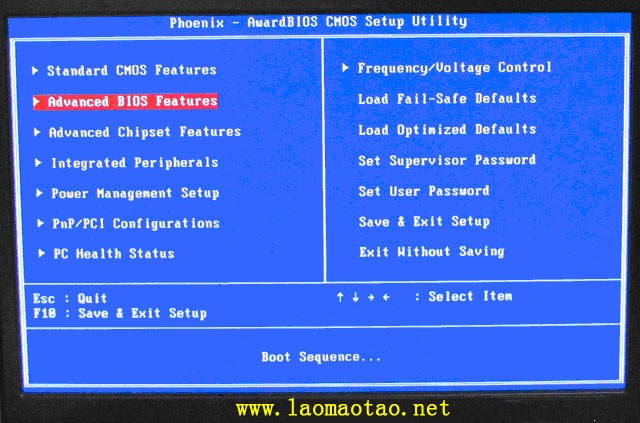 Phoenix - AwardBIOS CMOS Setup Utility
Standard CMOS Features
Advanced BIOS Features
Advanced Chipset Features
Integrated Peripherals
Power Management Setup
PnP/PCI Configurations
PC Health Status
Frequency/Voltage Control
Load Fail-Safe Defaults
Load Optimized Defaults
Set Supervisor Password
Set User Password
Save & Exit Setup
Exit Without Saving
Esc : Quit
F10 : Save & Exit Setup
↑ ↓ → ← : Select Item
Boot Sequence...
www.laomaotao.net